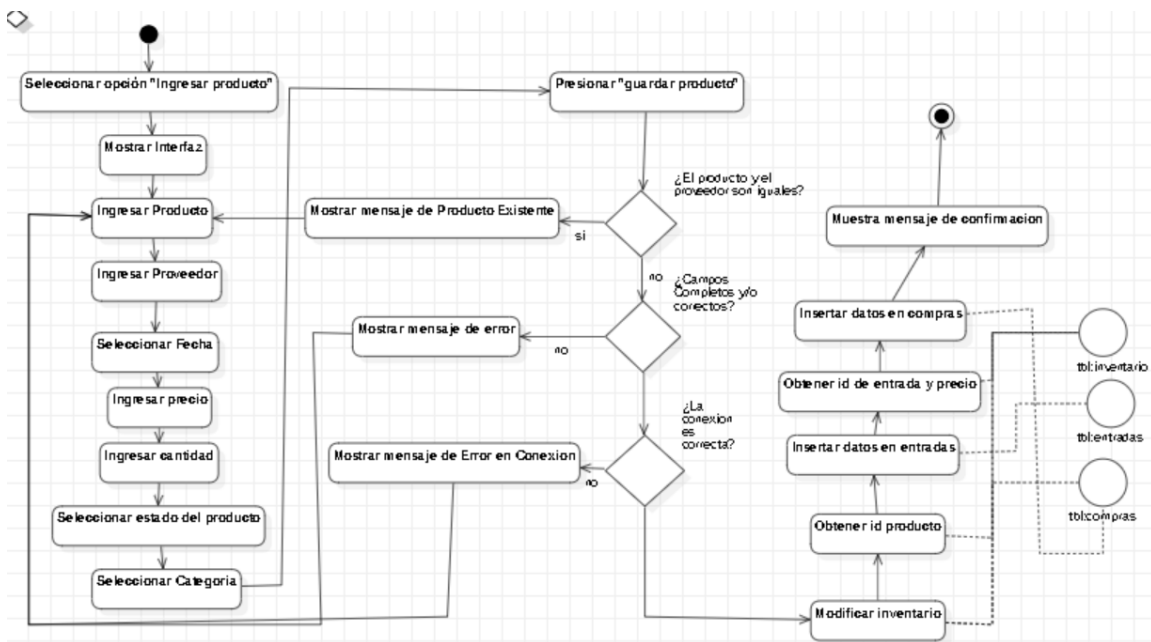 Seleccionar opción "Ingresar producto"
Mostrar Interfaz
Ingresar Producto
Ingresar Proveedor
Seleccionar Fecha
Ingresar precio
Ingresar cantidad
Seleccionar estado del producto
Seleccionar Categoria
Presionar "guardar producto"
¿El producto y el
proveedor son iguales?
si
Mostrar mensaje de Producto Existente
no
¿Campos
Completos y/o
correctos?
no
Mostrar mensaje de error
¿La
conexion
es
correcta?
no
Mostrar mensaje de Error en Conexion
Modificar inventario
Obtener id producto
Insertar datos en entradas
Obtener id de entrada y precio
Insertar datos en compras
Muestra mensaje de confirmacion
tbl:inventario
tbl:entradas
tbl:compras